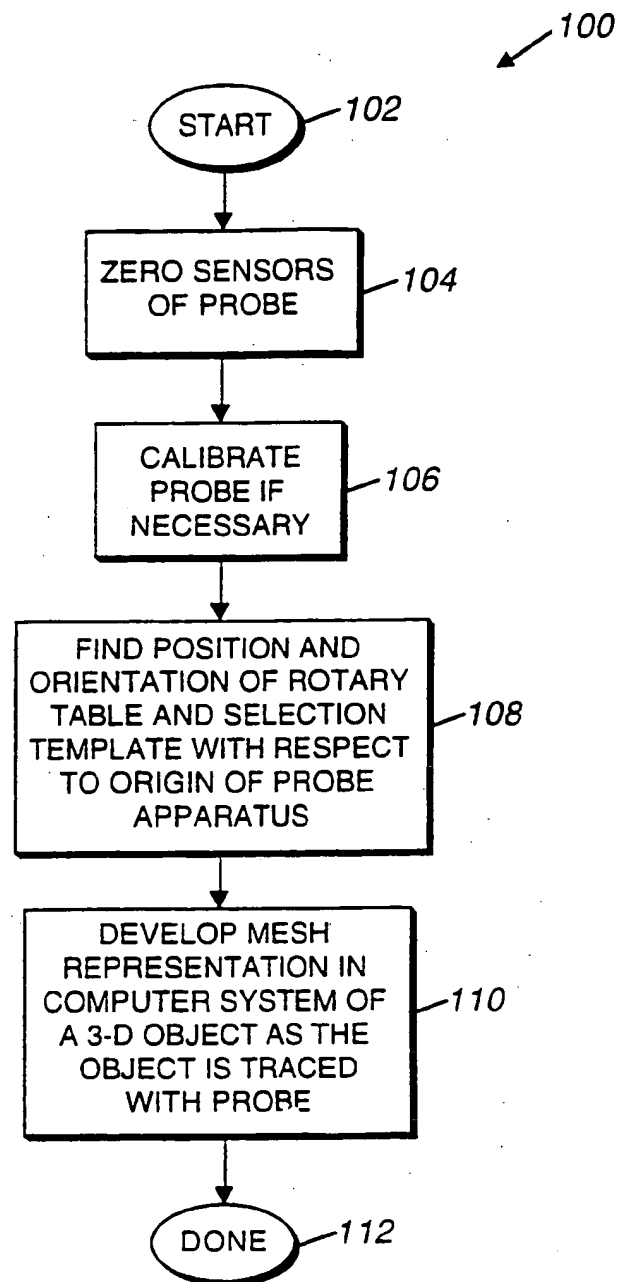 100
START
102
ZERO SENSORS
OF PROBE
104
CALIBRATE
PROBE IF
NECESSARY
106
FIND POSITION AND
ORIENTATION OF ROTARY
TABLE AND SELECTION
TEMPLATE WITH RESPECT
TO ORIGIN OF PROBE
APPARATUS
108
DEVELOP MESH
REPRESENTATION IN
COMPUTER SYSTEM OF
A 3-D OBJECT AS THE
OBJECT IS TRACED
WITH PROBE
110
DONE
112